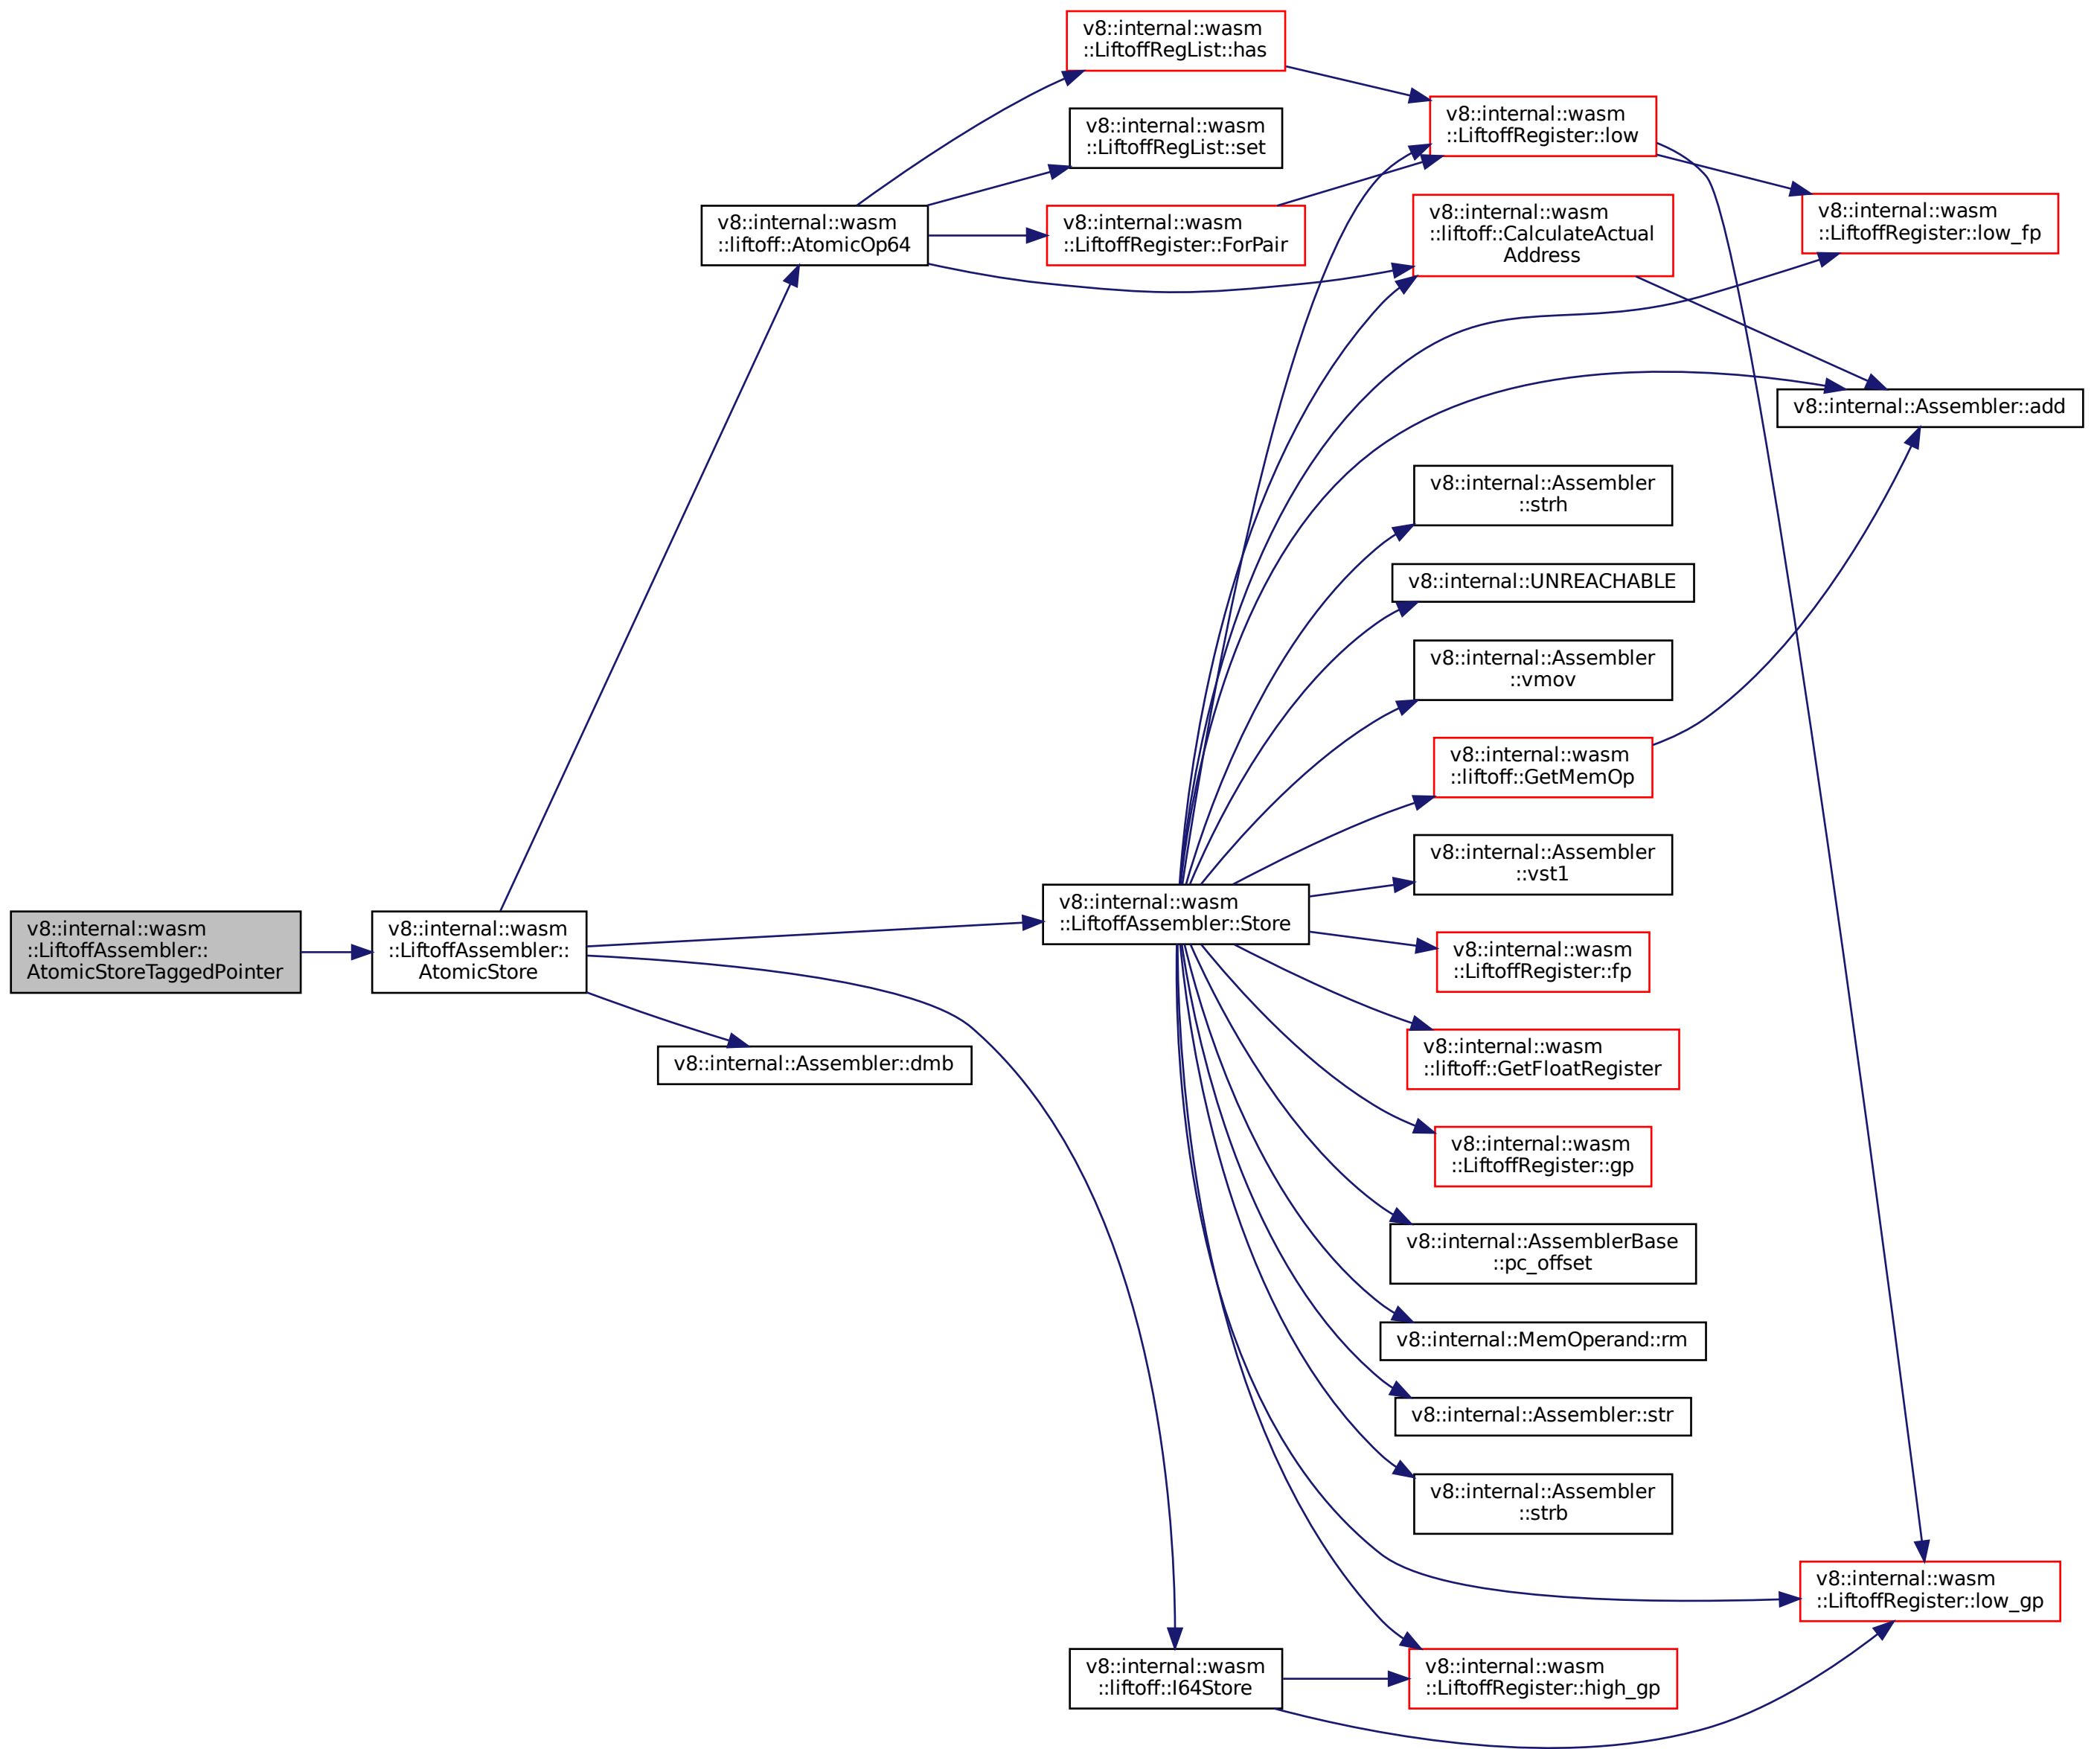 v8::internal::wasm
::LiftoffAssembler::
AtomicStoreTaggedPointer
v8::internal::wasm
::LiftoffAssembler::
AtomicStore
v8::internal::wasm
::liftoff::AtomicOp64
v8::internal::Assembler::dmb
v8::internal::wasm
::LiftoffRegList::has
v8::internal::wasm
::LiftoffRegList::set
v8::internal::wasm
::LiftoffRegister::ForPair
v8::internal::wasm
::LiftoffAssembler::Store
v8::internal::wasm
::liftoff::I64Store
v8::internal::wasm
::LiftoffRegister::low
v8::internal::wasm
::liftoff::CalculateActual
Address
v8::internal::Assembler
::strh
v8::internal::UNREACHABLE
v8::internal::Assembler
::vmov
v8::internal::wasm
::liftoff::GetMemOp
v8::internal::Assembler
::vst1
v8::internal::wasm
::LiftoffRegister::fp
v8::internal::wasm
::liftoff::GetFloatRegister
v8::internal::wasm
::LiftoffRegister::gp
v8::internal::AssemblerBase
::pc_offset
v8::internal::MemOperand::rm
v8::internal::Assembler::str
v8::internal::Assembler
::strb
v8::internal::wasm
::LiftoffRegister::high_gp
v8::internal::wasm
::LiftoffRegister::low_fp
v8::internal::Assembler::add
v8::internal::wasm
::LiftoffRegister::low_gp